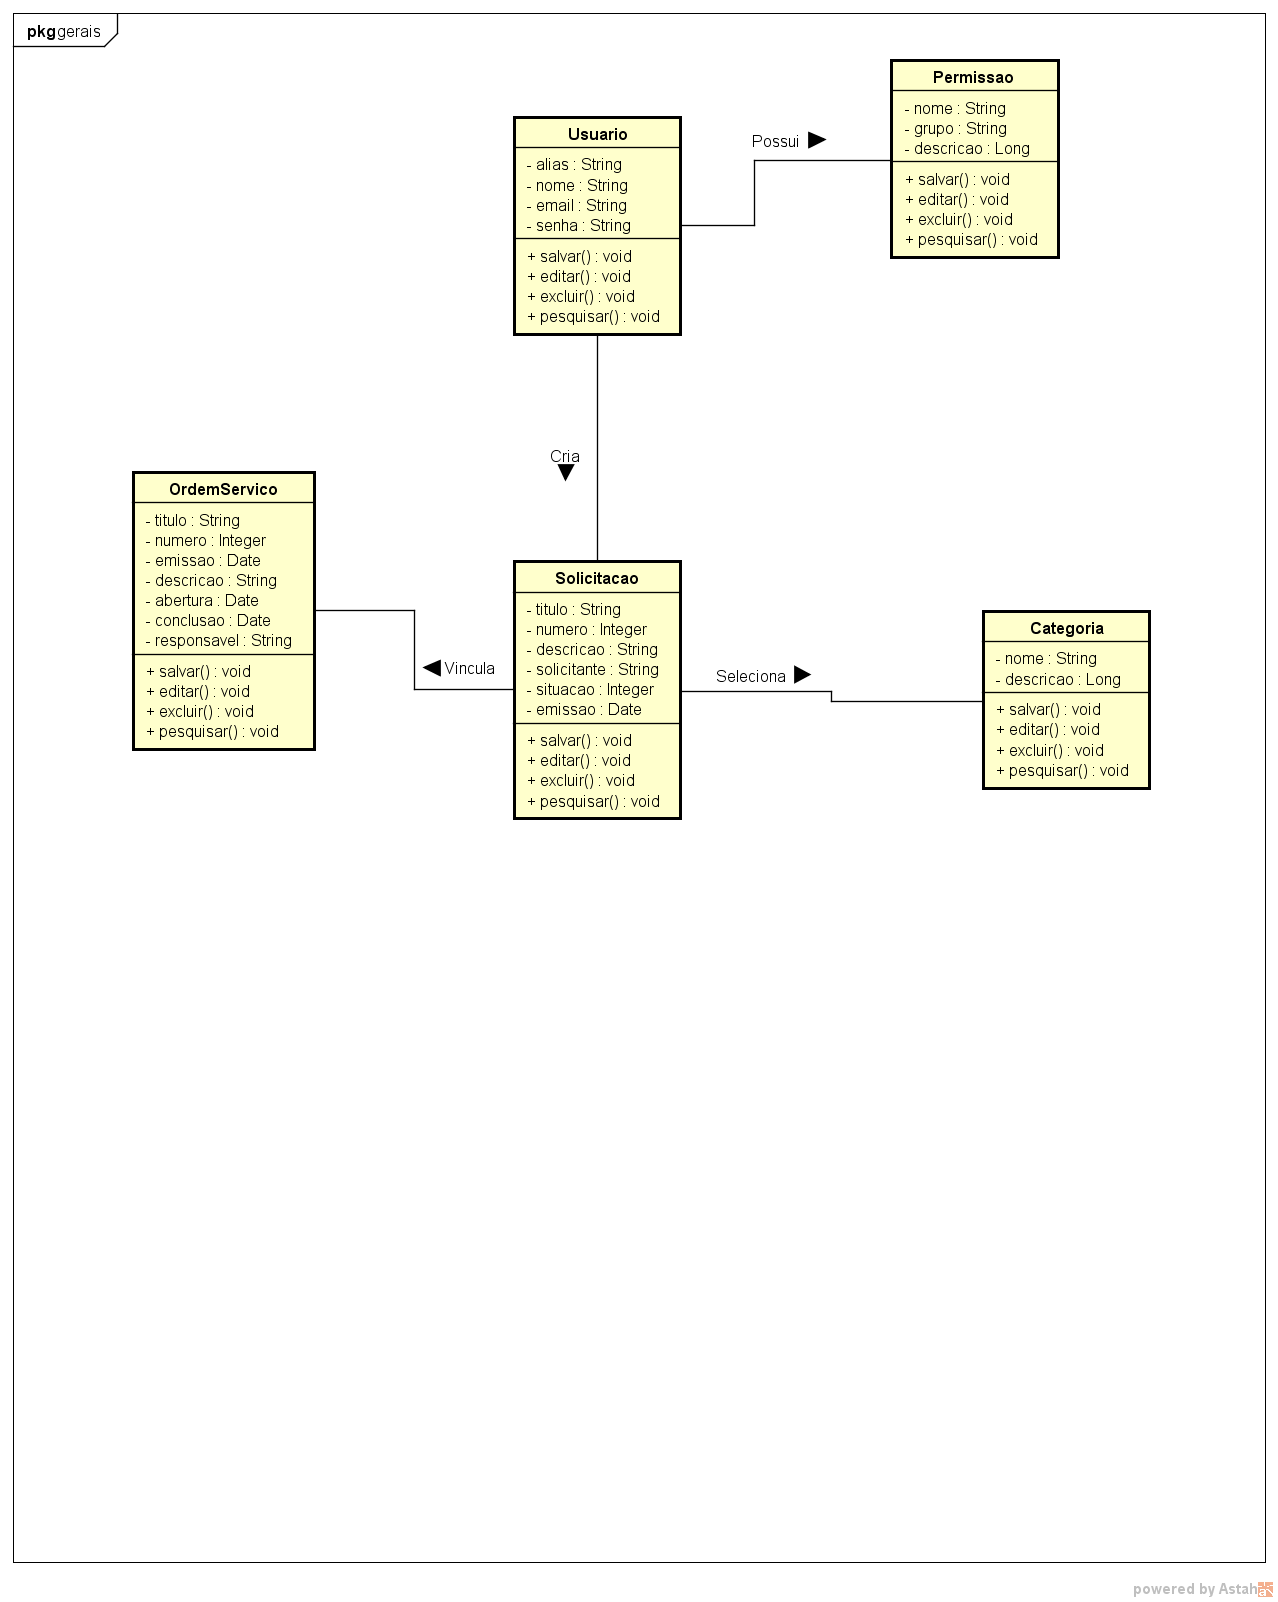 pkg gerais
Permissao
- nome : String
- grupo : String
- descricao : Long
+ salvar() : void
+ editar() : void
+ excluir() : void
+ pesquisar() : void
Usuario
- alias : String
- nome : String
- email : String
- senha : String
+ salvar() : void
+ editar() : void
+ excluir() : void
+ pesquisar() : void
Possui
Cria
OrdemServico
- titulo : String
- numero : Integer
- emissao : Date
- descricao : String
- abertura : Date
- conclusao : Date
- responsavel : String
+ salvar() : void
+ editar() : void
+ excluir() : void
+ pesquisar() : void
Vincula
Solicitacao
- titulo : String
- numero : Integer
- descricao : String
- solicitante : String
- situacao : Integer
- emissao : Date
+ salvar() : void
+ editar() : void
+ excluir() : void
+ pesquisar() : void
Seleciona
Categoria
- nome : String
- descricao : Long
+ salvar() : void
+ editar() : void
+ excluir() : void
+ pesquisar() : void
powered by Astah